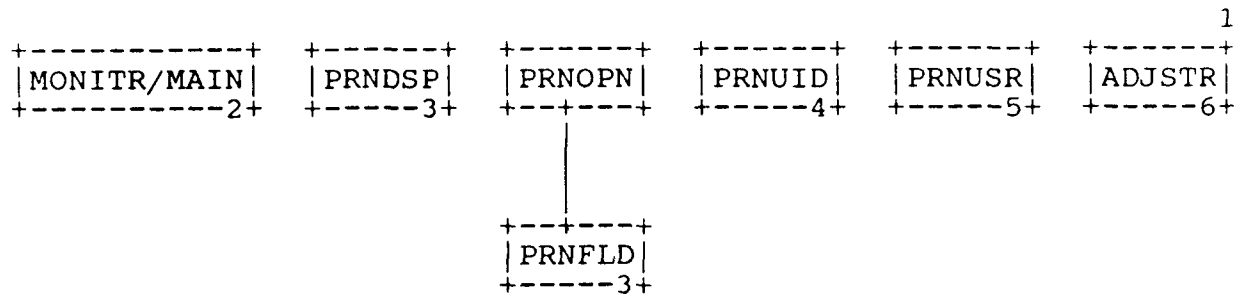 1
MONITR/MAIN PRNDSP PRNOPN PRNUID PRNUSR ADJSTR
2 3 4 5 6
PRNFLD
3